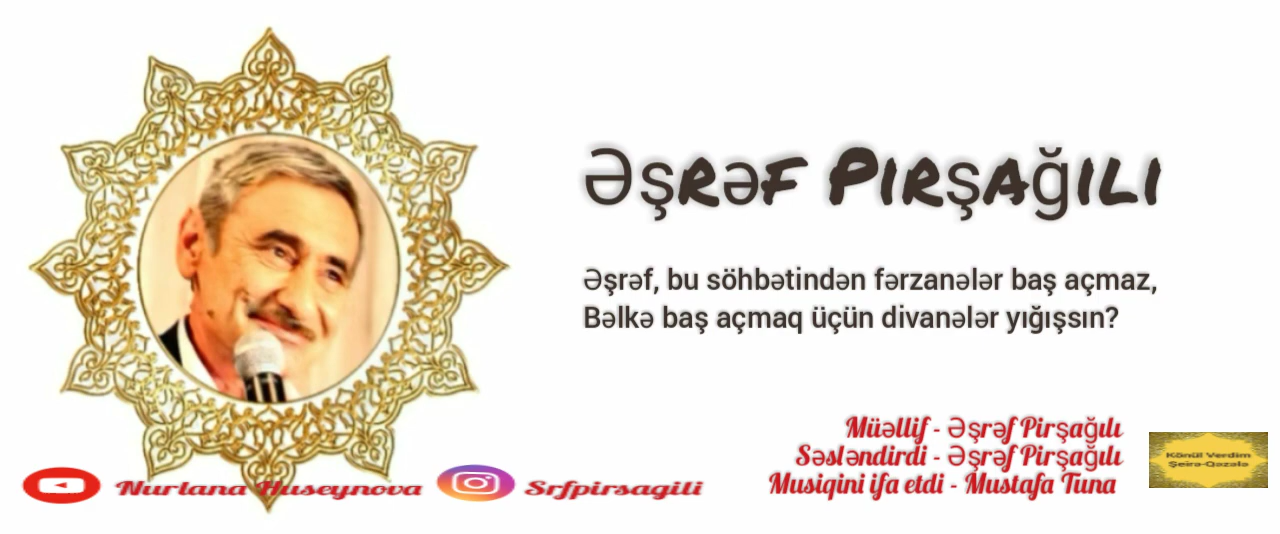 Əşrəf Pirşağılı
Əşrəf, bu söhbətindən fərzanələr baş açmaz,
Bəlkə baş açmaq üçün divanələr yığışsın?
Müəllif - Əşrəf Pirşağılı
Səsləndirdi - Əşrəf Pirşağılı
Musiqini ifa etdi - Mustafa Tuna
Nurlana Huseynova
Srfpirsagili
Könül Verdim
Şeirə-Qəzələ